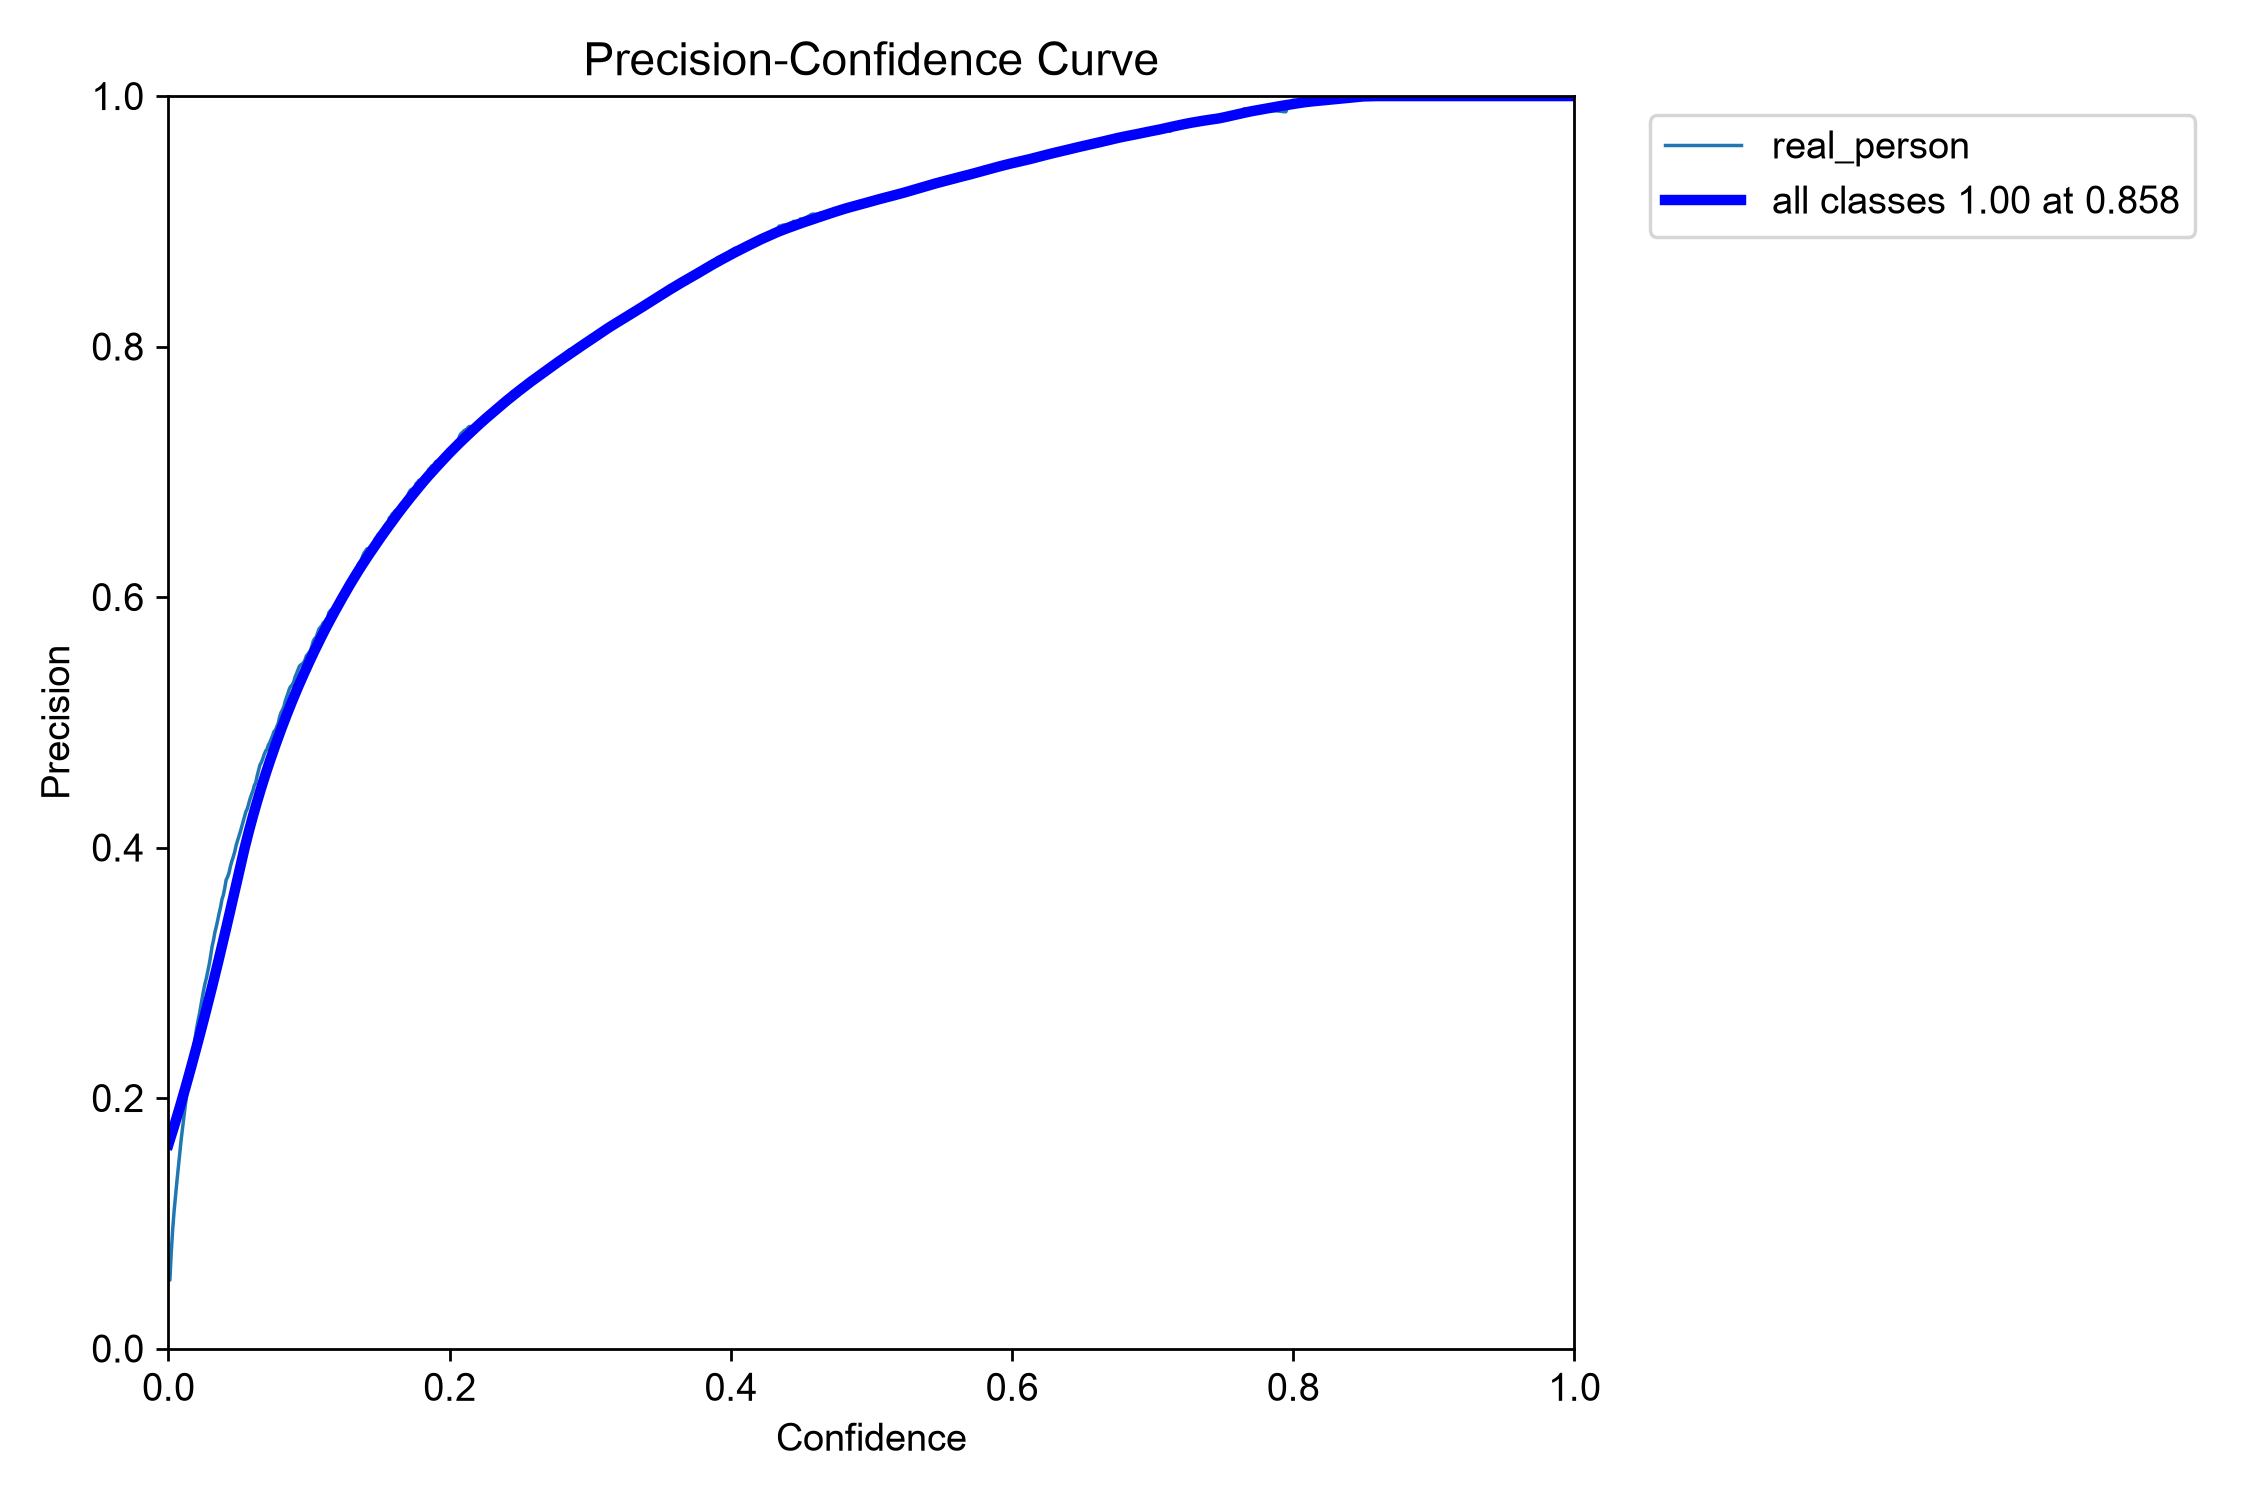 Precision-Confidence Curve
1.0
0.8
0.6
0.4
0.2
0.0
Precision
0.0 0.2 0.4 0.6 0.8 1.0
Confidence
real_person
all classes 1.00 at 0.858